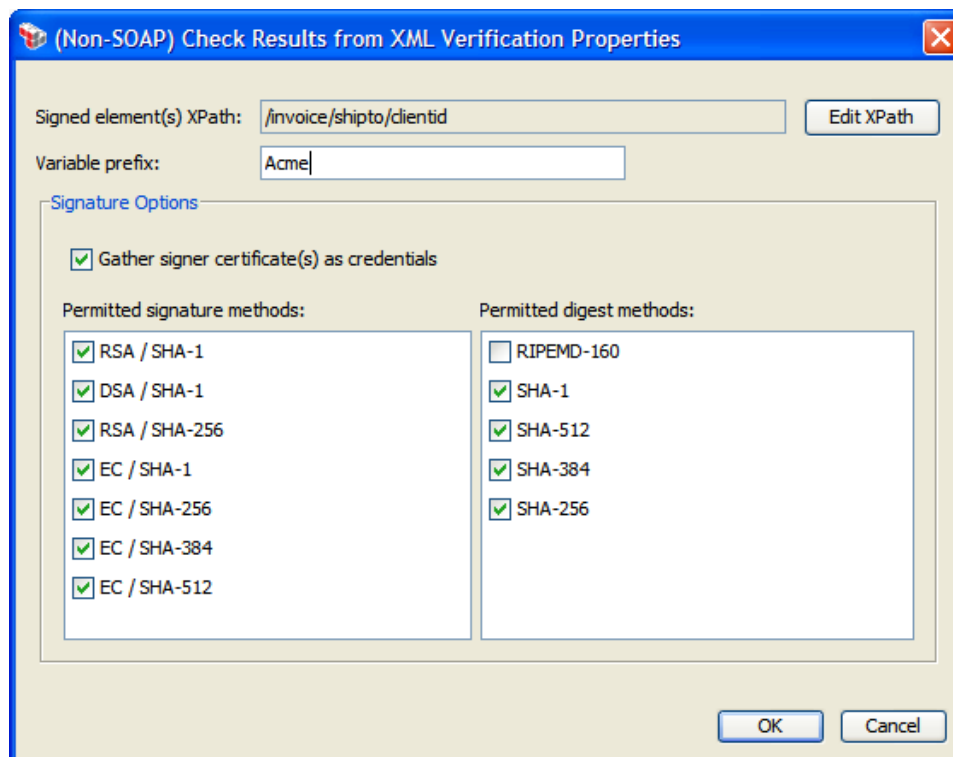 (Non-SOAP) Check Results from XML Verification Properties
Signed element(s) XPath: /invoice/shipto/clientid Edit XPath
Variable prefix: Acme
Signature Options
Gather signer certificate(s) as credentials
Permitted signature methods: Permitted digest methods:
RSA / SHA-1 RIPEMD-160
DSA / SHA-1 SHA-1
RSA / SHA-256 SHA-512
EC / SHA-1 SHA-384
EC / SHA-256 SHA-256
EC / SHA-384
EC / SHA-512
OK Cancel